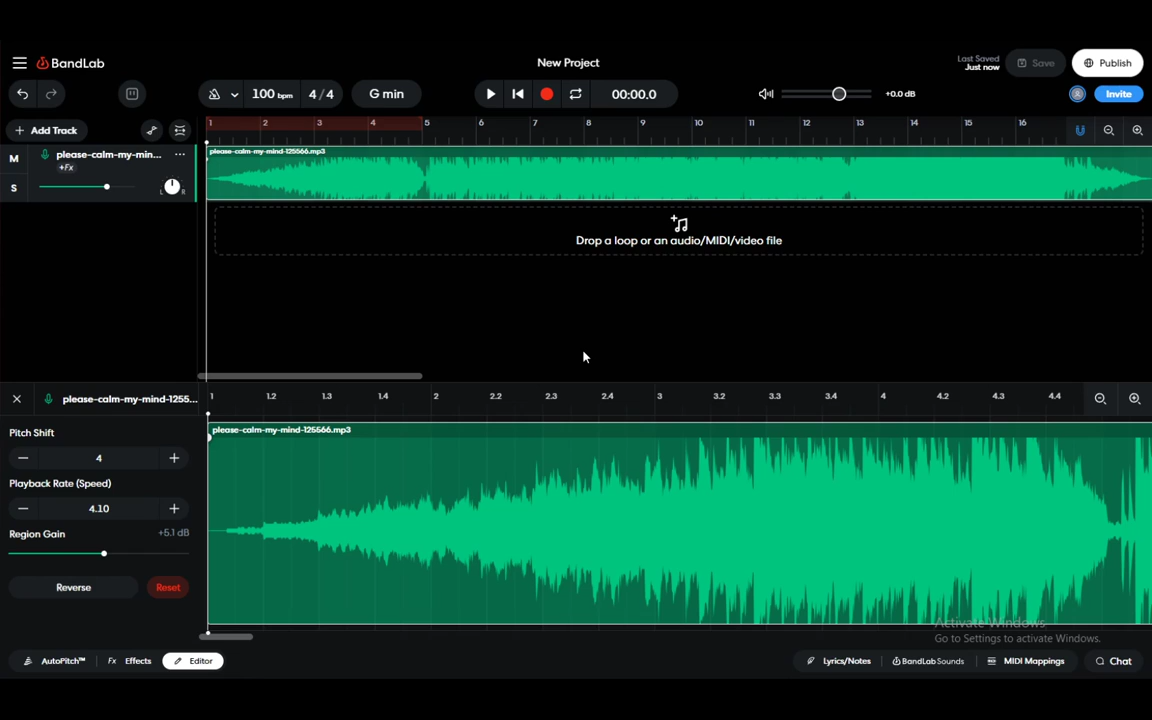 BandLab
New Project
Last Saved
Just now
Save
Publish
100 bpm
4/4
G min
00:00.0
+0.0 dB
Invite
+ Add Track
1 2 3 4 5 6 7 8 9 10 11 12 13 14 15 16
M
please-calm-my-min...
+Fx
S
L R
please-calm-my-mind-125566.mp3
Drop a loop or an audio/MIDI/video file
please-calm-my-mind-1255...
1 1.2 1.3 1.4 2 2.2 2.3 2.4 3 3.2 3.3 3.4 4 4.2 4.3 4.4
please-calm-my-mind-125566.mp3
Pitch Shift
4
Playback Rate (Speed)
4.10
Region Gain
+5.1 dB
Reverse
Reset
Activate Windows
Go to Settings to activate Windows.
AutoPitch™
Fx Effects
Editor
Lyrics/Notes
BandLab Sounds
MIDI Mappings
Chat